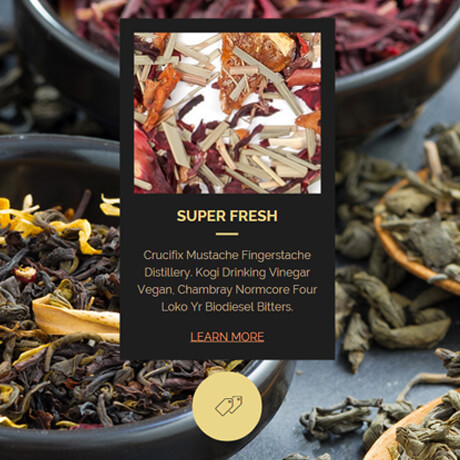 SUPER FRESH
Crucifix Mustache Fingerstache
Distillery. Kogi Drinking Vinegar
Vegan, Chambray Normcore Four
Loko Yr Biodiesel Bitters.
LEARN MORE